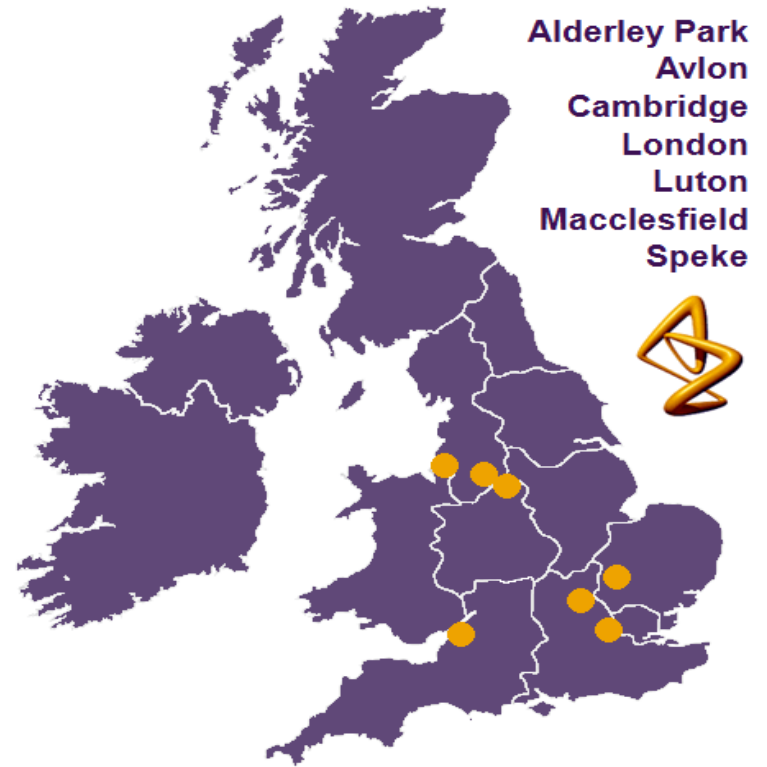 Alderley Park
Avlon
Cambridge
London
Luton
Macclesfield
Speke